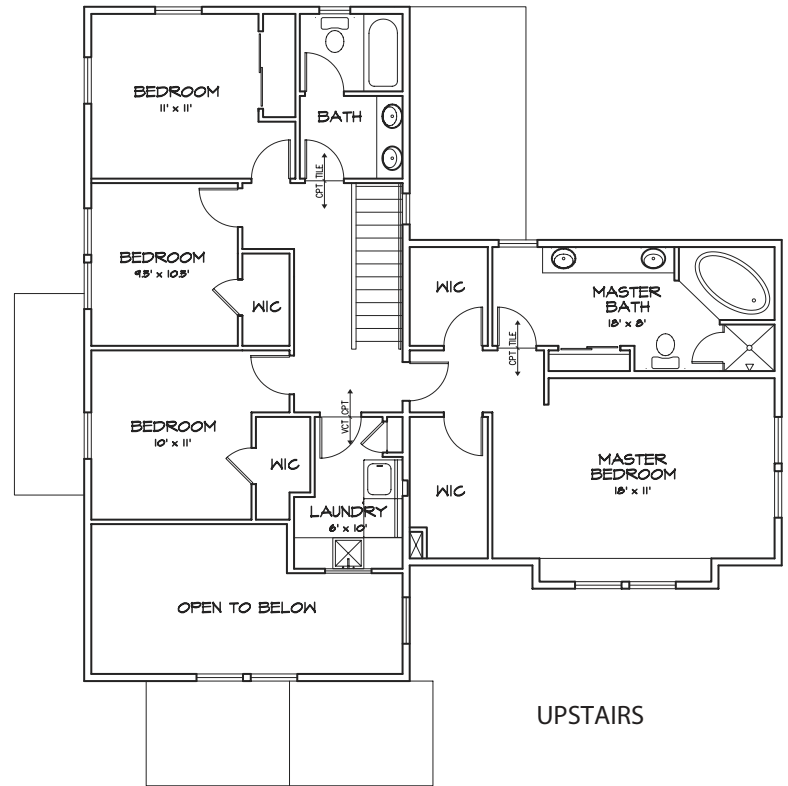 BEDROOM
11' x 11'
BATH
CPT TILE
BEDROOM
9.5' x 10.5'
WIC
WIC
MASTER
BATH
18' x 8'
CPT TILE
BEDROOM
10' x 11'
WIC
VCT CPT
LAUNDRY
6' x 10'
WIC
MASTER
BEDROOM
18' x 11'
OPEN TO BELOW
UPSTAIRS